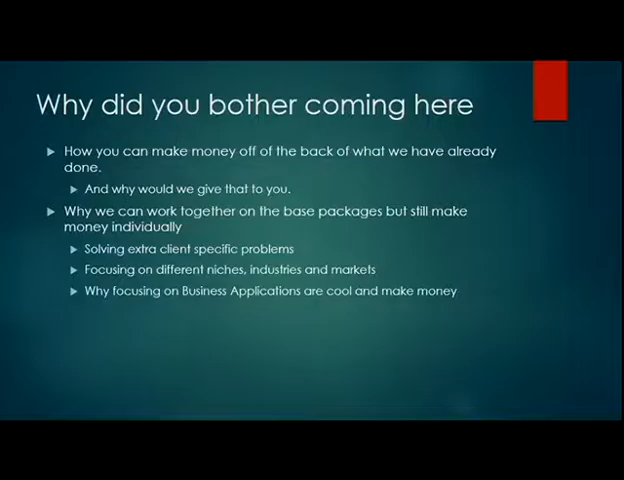 Why did you bother coming here
How you can make money off of the back of what we have already
done.
And why would we give that to you.
Why we can work together on the base packages but still make
money individually
Solving extra client specific problems
Focusing on different niches, industries and markets
Why focusing on Business Applications are cool and make money